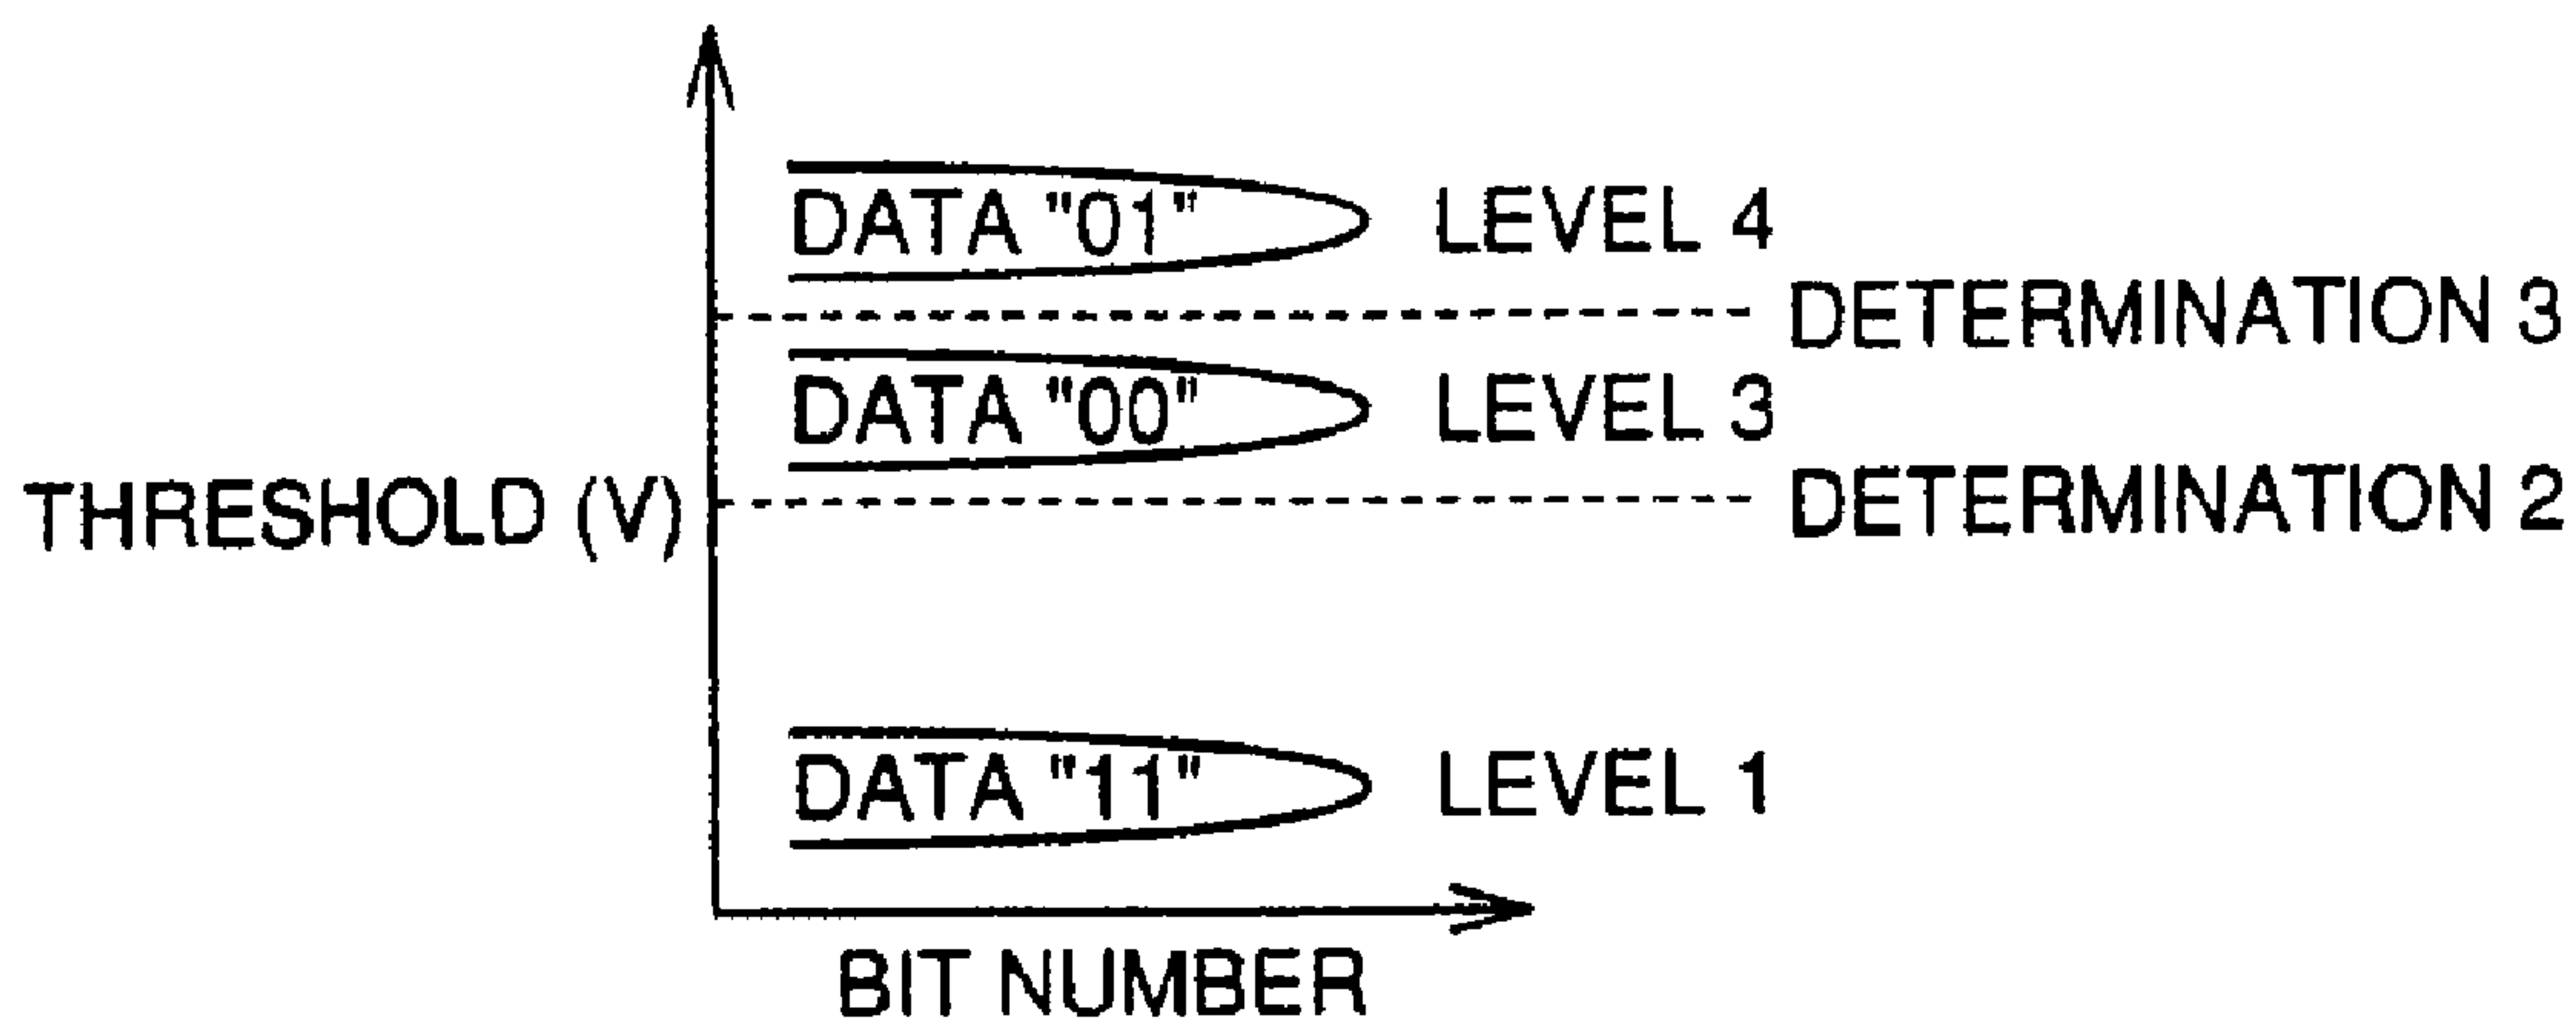 DATA "01" LEVEL 4
DETERMINATION 3
DATA "00" LEVEL 3
THRESHOLD (V)
DETERMINATION 2
DATA "11" LEVEL 1
BIT NUMBER